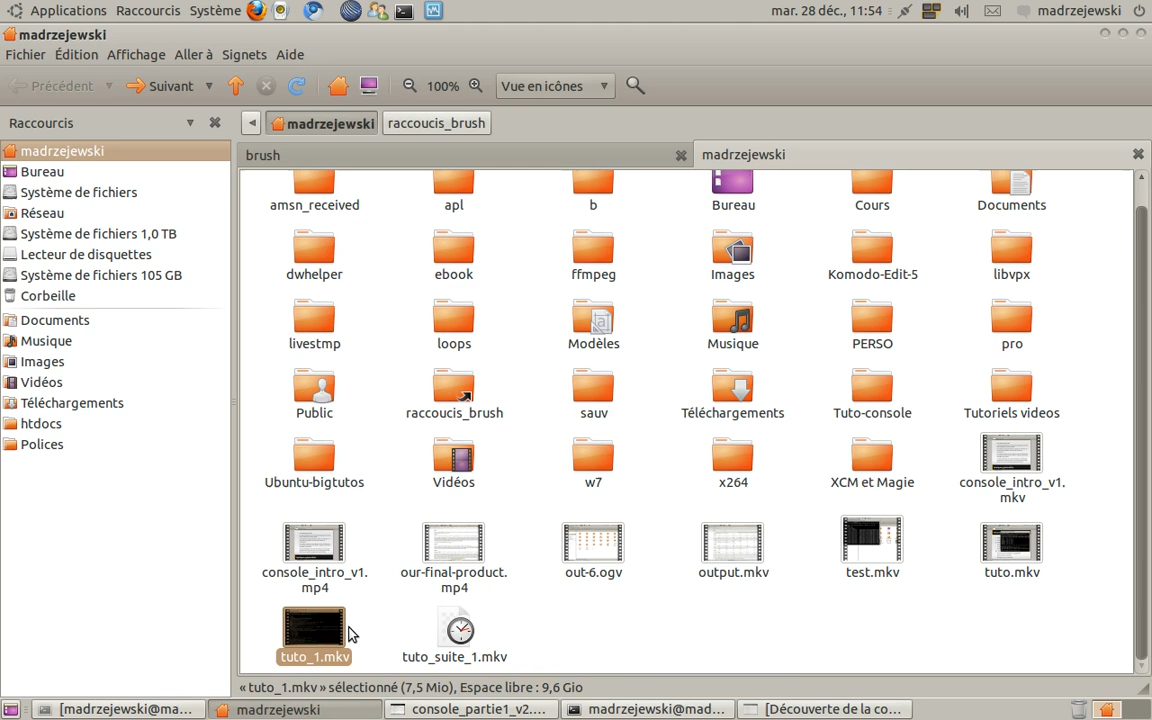 Applications Raccourcis Système mar. 28 déc., 11:54 madrzejewski
madrzejewski
Fichier Édition Affichage Aller à Signets Aide
Précédent Suivant 100% Vue en icônes
Raccourcis madrzejewski raccoucis_brush
brush madrzejewski
madrzejewski
Bureau
Système de fichiers
Réseau
Système de fichiers 1,0 TB
Lecteur de disquettes
Système de fichiers 105 GB
Corbeille
Documents
Musique
Images
Vidéos
Téléchargements
htdocs
Polices
amsn_received apl b Bureau Cours Documents
dwhelper ebook ffmpeg Images Komodo-Edit-5 libvpx
livestmp loops Modèles Musique PERSO pro
Public raccoucis_brush sauv Téléchargements Tuto-console Tutoriels videos
Ubuntu-bigtutos Vidéos w7 x264 XCM et Magie console_intro_v1.
mkv
console_intro_v1. our-final-product. out-6.ogv output.mkv test.mkv tuto.mkv
mp4 mp4
tuto_1.mkv tuto_suite_1.mkv
« tuto_1.mkv » sélectionné (7,5 Mio), Espace libre : 9,6 Gio
[madrzejewski@ma... madrzejewski console_partie1_v2.... madrzejewski@mad... [Découverte de la co...